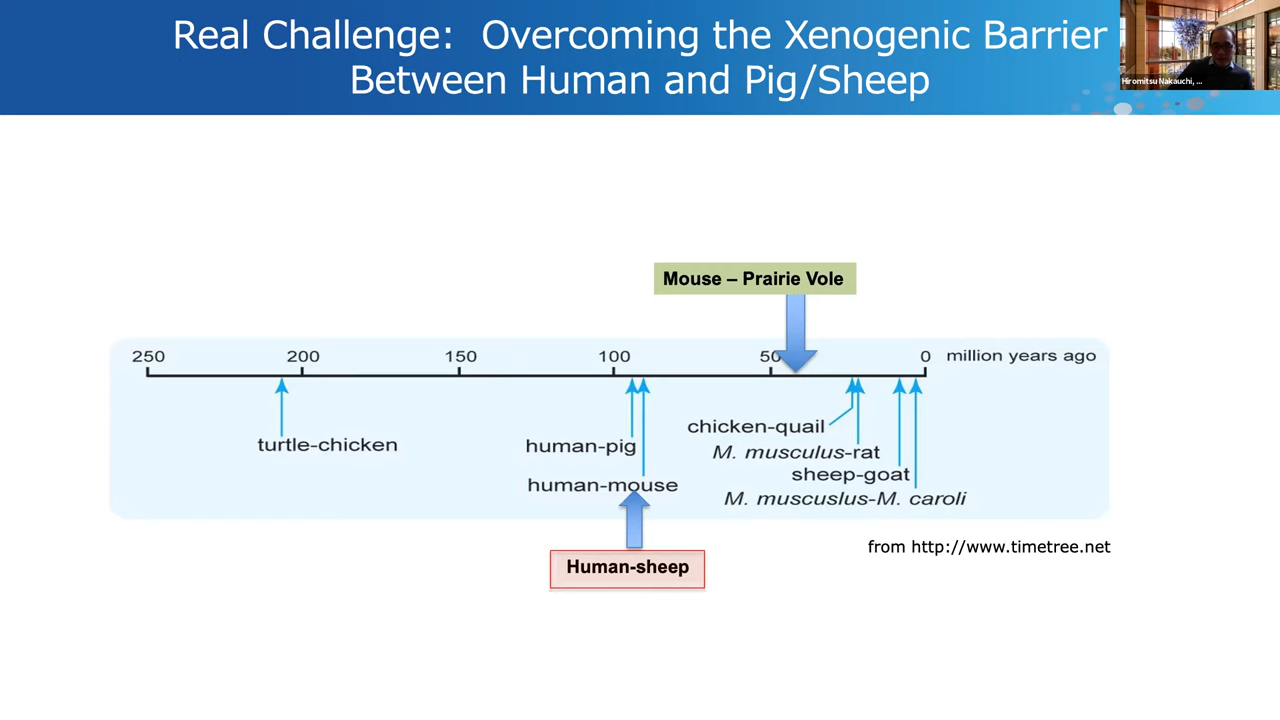 Real Challenge:  Overcoming the Xenogenic Barrier
Between Human and Pig/Sheep
Hiromitsu Nakauchi, ...
Mouse – Prairie Vole
250 200 150 100 50 0 million years ago
turtle-chicken
human-pig
human-mouse
chicken-quail
M. musculus-rat
sheep-goat
M. muscuslus-M. caroli
Human-sheep
from http://www.timetree.net